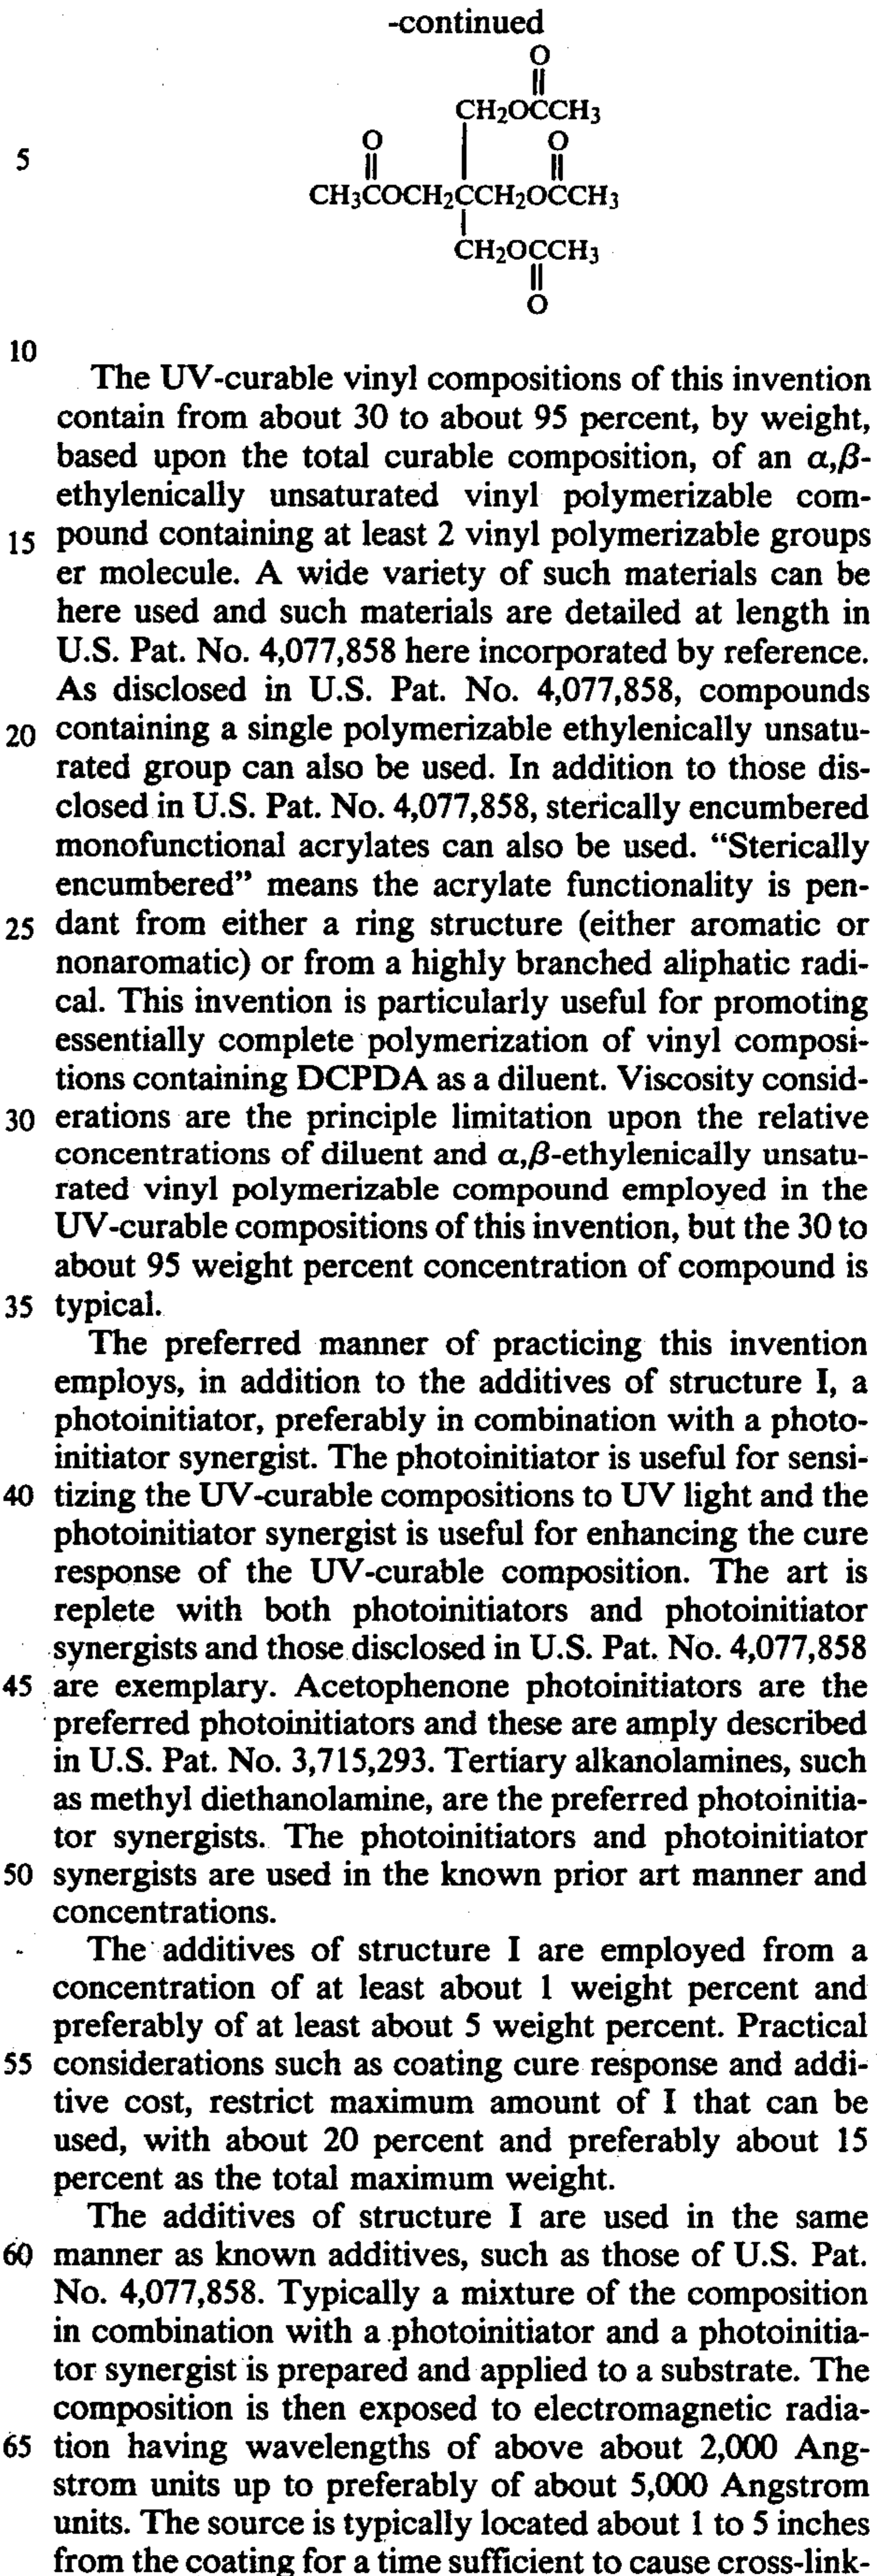 -continued
O
||
CH₂OCCH₃
O O
|| ||
CH₃COCH₂CCH₂OCCH₃
CH₂OCCH₃
||
O
5
10
The UV-curable vinyl compositions of this invention
contain from about 30 to about 95 percent, by weight,
based upon the total curable composition, of an α,β-
ethylenically unsaturated vinyl polymerizable com-
15 pound containing at least 2 vinyl polymerizable groups
er molecule. A wide variety of such materials can be
here used and such materials are detailed at length in
U.S. Pat. No. 4,077,858 here incorporated by reference.
As disclosed in U.S. Pat. No. 4,077,858, compounds
20 containing a single polymerizable ethylenically unsatu-
rated group can also be used. In addition to those dis-
closed in U.S. Pat. No. 4,077,858, sterically encumbered
monofunctional acrylates can also be used. “Sterically
encumbered” means the acrylate functionality is pen-
25 dant from either a ring structure (either aromatic or
nonaromatic) or from a highly branched aliphatic radi-
cal. This invention is particularly useful for promoting
essentially complete polymerization of vinyl composi-
tions containing DCPDA as a diluent. Viscosity consid-
30 erations are the principle limitation upon the relative
concentrations of diluent and α,β-ethylenically unsatu-
rated vinyl polymerizable compound employed in the
UV-curable compositions of this invention, but the 30 to
about 95 weight percent concentration of compound is
35 typical.
The preferred manner of practicing this invention
employs, in addition to the additives of structure I, a
photoinitiator, preferably in combination with a photo-
initiator synergist. The photoinitiator is useful for sensi-
40 tizing the UV-curable compositions to UV light and the
photoinitiator synergist is useful for enhancing the cure
response of the UV-curable composition. The art is
replete with both photoinitiators and photoinitiator
synergists and those disclosed in U.S. Pat. No. 4,077,858
45 are exemplary. Acetophenone photoinitiators are the
preferred photoinitiators and these are amply described
in U.S. Pat. No. 3,715,293. Tertiary alkanolamines, such
as methyl diethanolamine, are the preferred photoinitia-
tor synergists. The photoinitiators and photoinitiator
50 synergists are used in the known prior art manner and
concentrations.
The additives of structure I are employed from a
concentration of at least about 1 weight percent and
preferably of at least about 5 weight percent. Practical
55 considerations such as coating cure response and addi-
tive cost, restrict maximum amount of I that can be
used, with about 20 percent and preferably about 15
percent as the total maximum weight.
The additives of structure I are used in the same
60 manner as known additives, such as those of U.S. Pat.
No. 4,077,858. Typically a mixture of the composition
in combination with a photoinitiator and a photoinitia-
tor synergist is prepared and applied to a substrate. The
composition is then exposed to electromagnetic radia-
65 tion having wavelengths of above about 2,000 Ang-
strom units up to preferably of about 5,000 Angstrom
units. The source is typically located about 1 to 5 inches
from the coating for a time sufficient to cause cross-link-